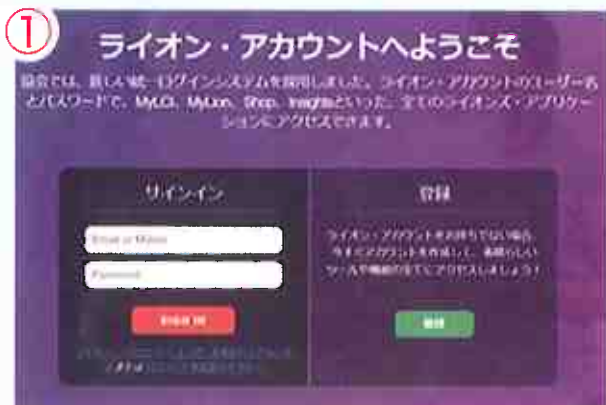 ①
ライオン・アカウントへようこそ
協会では、新しい統一ログインシステムを採用しました。ライオン・アカウントのユーザー名
とパスワードで、MyLCI、MyLion、Shop、Insightsといった、全てのライオンズ・アプリケー
ションにアクセスできます。
サインイン
Email or Mobile
Password
SIGN IN
登録
ライオン・アカウントをお持ちでない場合、
今すぐアカウントを作成して、素晴らしい
ツールや機能の全てにアクセスしましょう！
登録